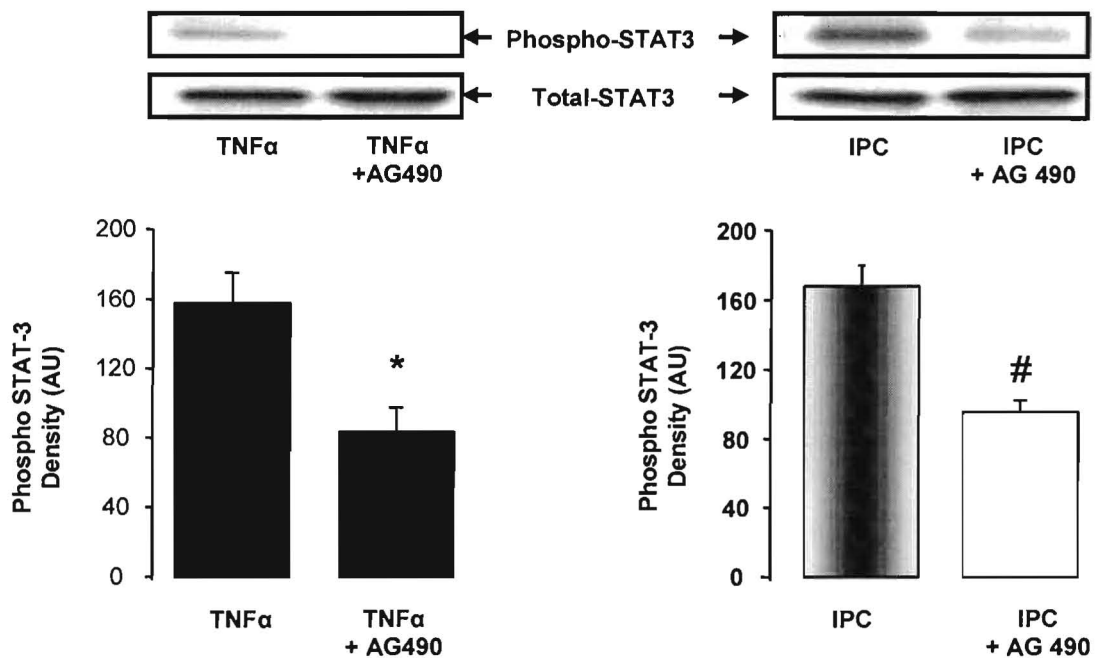 Phospho-STAT3
Total-STAT3
TNFα
TNFα
+AG490
IPC
IPC
+ AG 490
200
160
120
80
40
0
Phospho STAT-3
Density (AU)
*
TNFα
TNFα
+ AG490
200
160
120
80
40
0
Phospho STAT-3
Density (AU)
#
IPC
IPC
+ AG 490